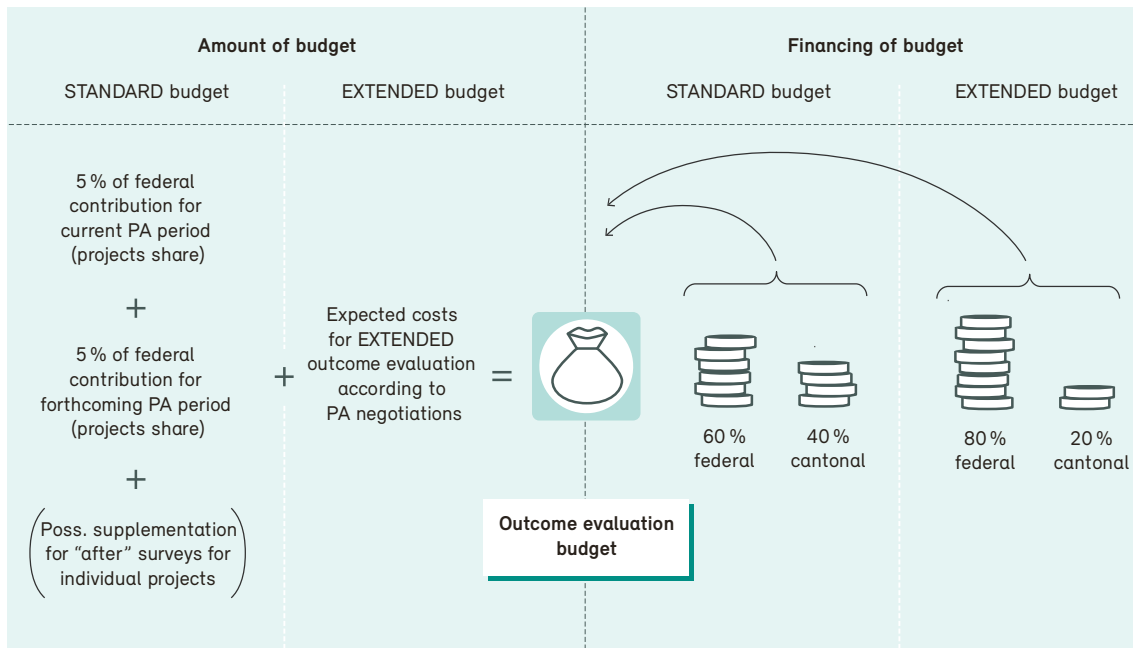 Amount of budget
Financing of budget
STANDARD budget
EXTENDED budget
STANDARD budget
EXTENDED budget
5 % of federal
contribution for
current PA period
(projects share)
+
5 % of federal
contribution for
forthcoming PA period
(projects share)
+
(Poss. supplementation
for “after” surveys for
individual projects)
+
Expected costs
for EXTENDED
outcome evaluation
according to
PA negotiations
=
60 %
federal
40 %
cantonal
80 %
federal
20 %
cantonal
Outcome evaluation
budget